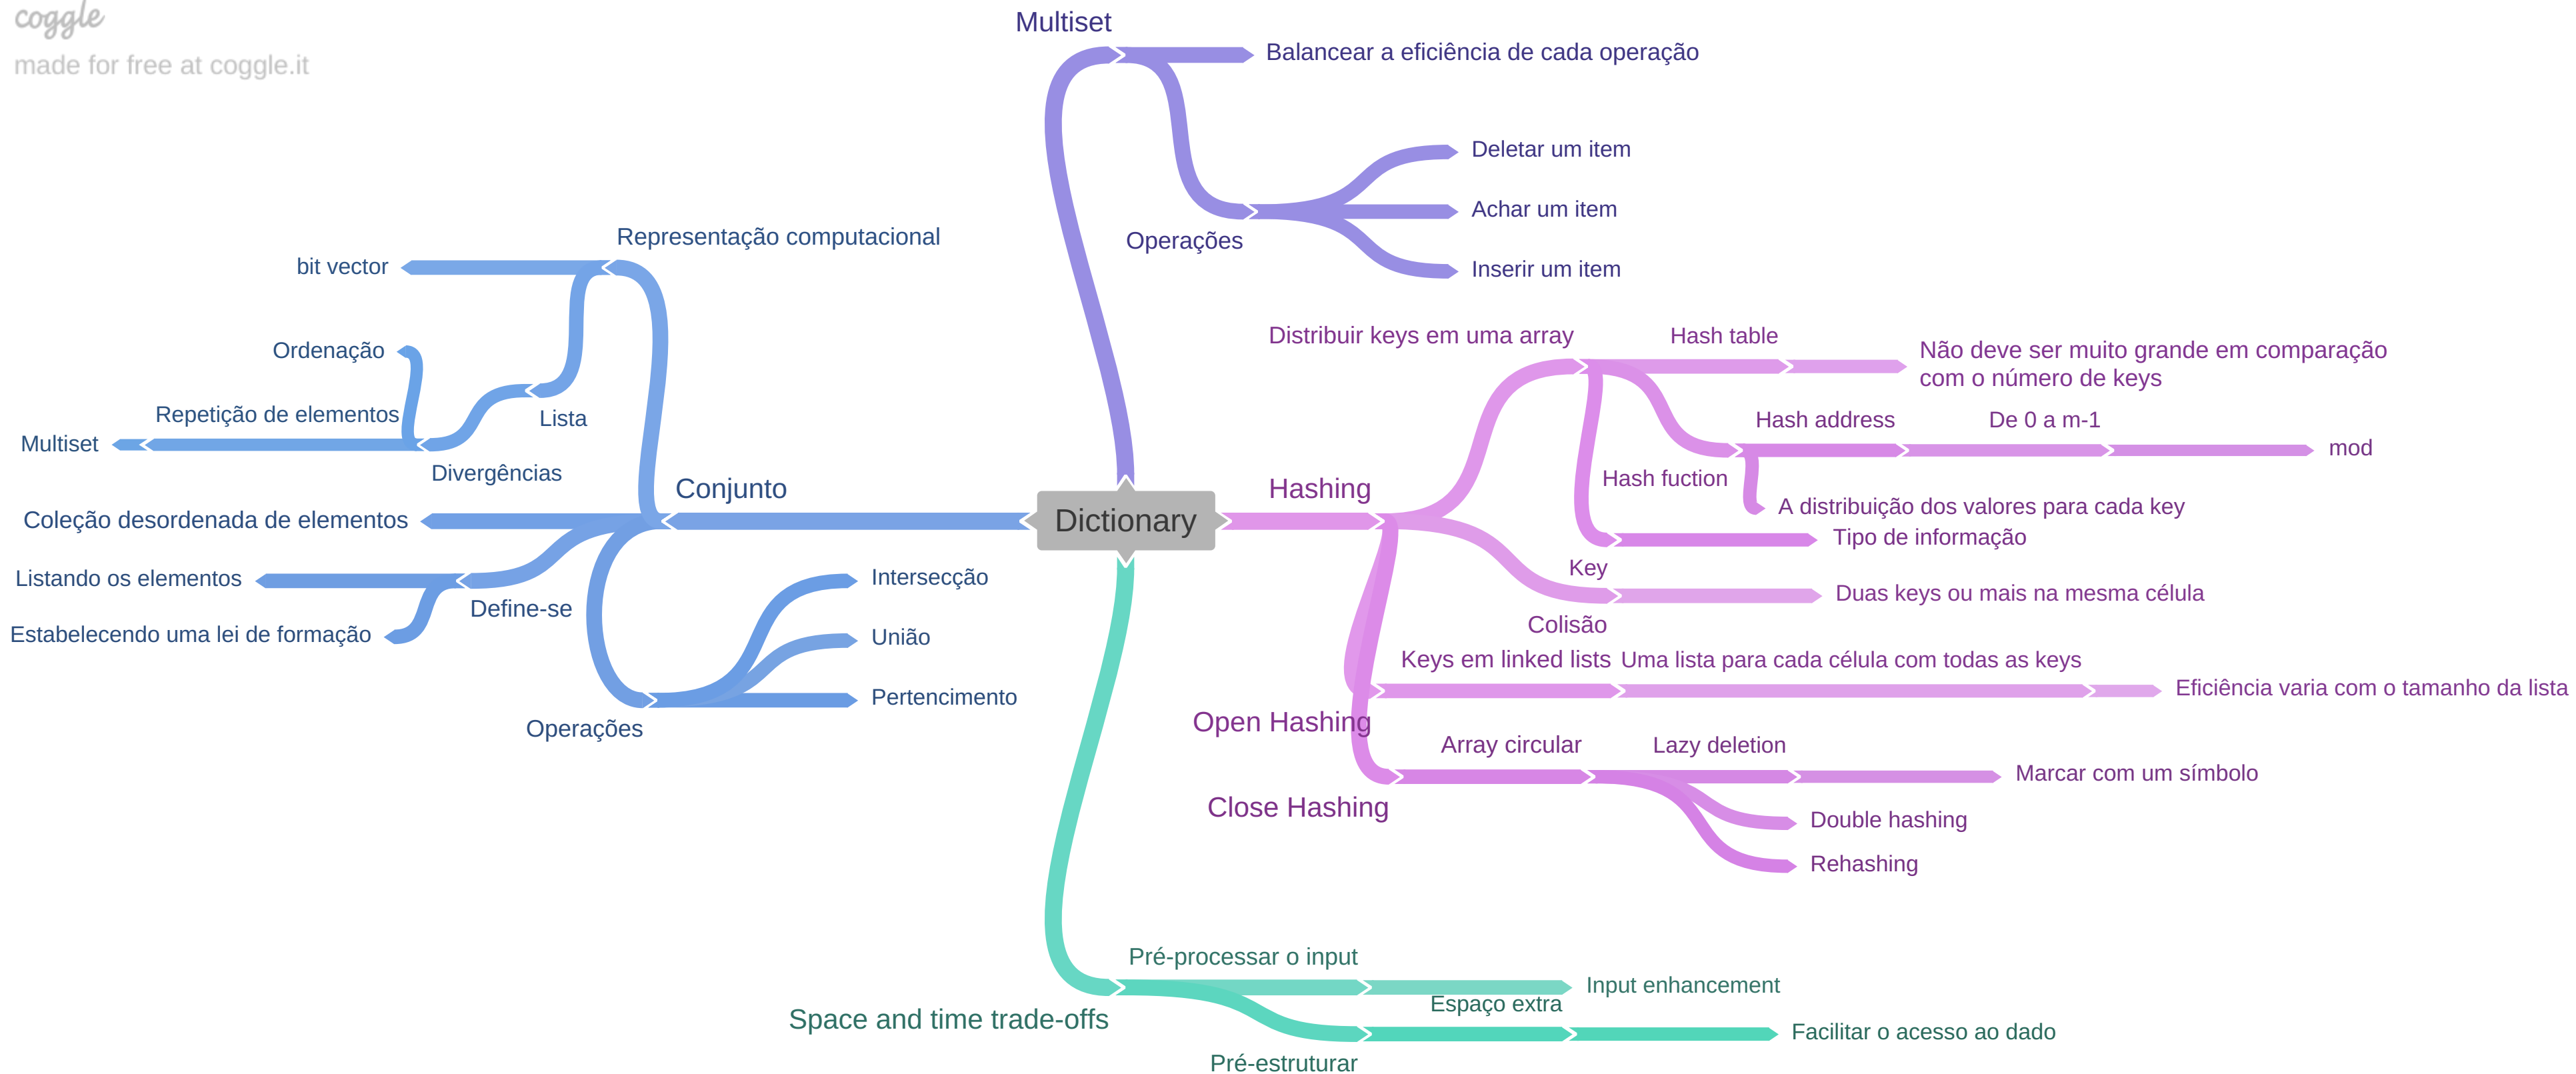 coggle
made for free at coggle.it
Multiset
Balancear a eficiência de cada operação
Deletar um item
Achar um item
Operações
Inserir um item
Representação computacional
bit vector
Ordenação
Repetição de elementos
Lista
Multiset
Divergências
Conjunto
Coleção desordenada de elementos
Listando os elementos
Define-se
Estabelecendo uma lei de formação
Intersecção
União
Pertencimento
Operações
Dictionary
Distribuir keys em uma array
Hash table
Não deve ser muito grande em comparação
com o número de keys
Hash address
De 0 a m-1
mod
Hashing
Hash fuction
A distribuição dos valores para cada key
Tipo de informação
Key
Duas keys ou mais na mesma célula
Colisão
Keys em linked lists
Uma lista para cada célula com todas as keys
Eficiência varia com o tamanho da lista
Open Hashing
Array circular
Lazy deletion
Marcar com um símbolo
Close Hashing
Double hashing
Rehashing
Pré-processar o input
Input enhancement
Espaço extra
Space and time trade-offs
Facilitar o acesso ao dado
Pré-estruturar